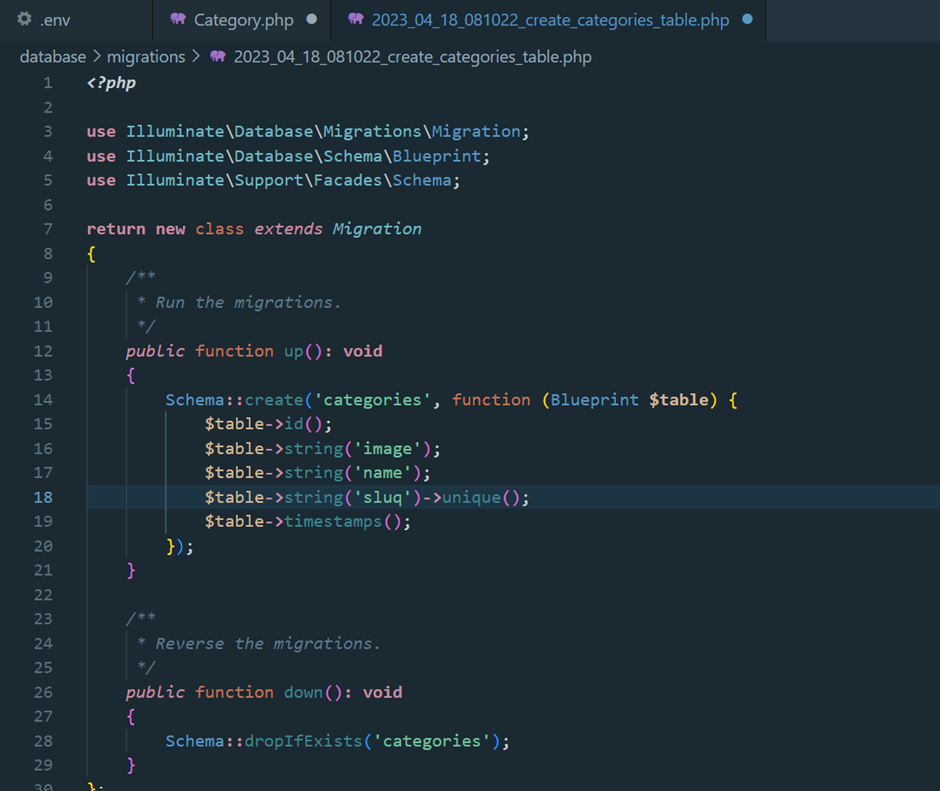 .env Category.php 2023_04_18_081022_create_categories_table.php
database > migrations > 2023_04_18_081022_create_categories_table.php
1 <?php
2
3 use Illuminate\Database\Migrations\Migration;
4 use Illuminate\Database\Schema\Blueprint;
5 use Illuminate\Support\Facades\Schema;
6
7 return new class extends Migration
8 {
9     /**
10      * Run the migrations.
11      */
12     public function up(): void
13     {
14         Schema::create('categories', function (Blueprint $table) {
15             $table->id();
16             $table->string('image');
17             $table->string('name');
18             $table->string('sluq')->unique();
19             $table->timestamps();
20         });
21     }
22
23     /**
24      * Reverse the migrations.
25      */
26     public function down(): void
27     {
28         Schema::dropIfExists('categories');
29     }
30 };